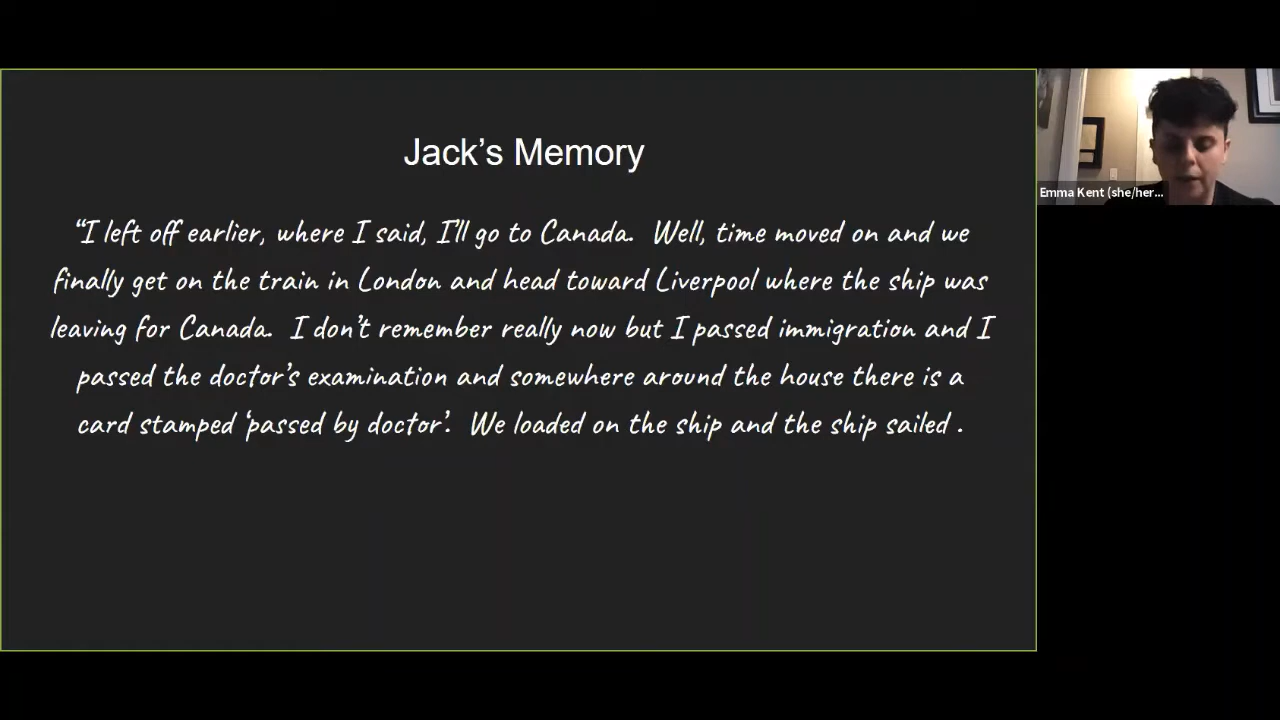 Jack's Memory
“I left off earlier, where I said, I'll go to Canada.  Well, time moved on and we
finally get on the train in London and head toward Liverpool where the ship was
leaving for Canada.  I don't remember really now but I passed immigration and I
passed the doctor's examination and somewhere around the house there is a
card stamped ‘passed by doctor’.  We loaded on the ship and the ship sailed .
Emma Kent (she/her...